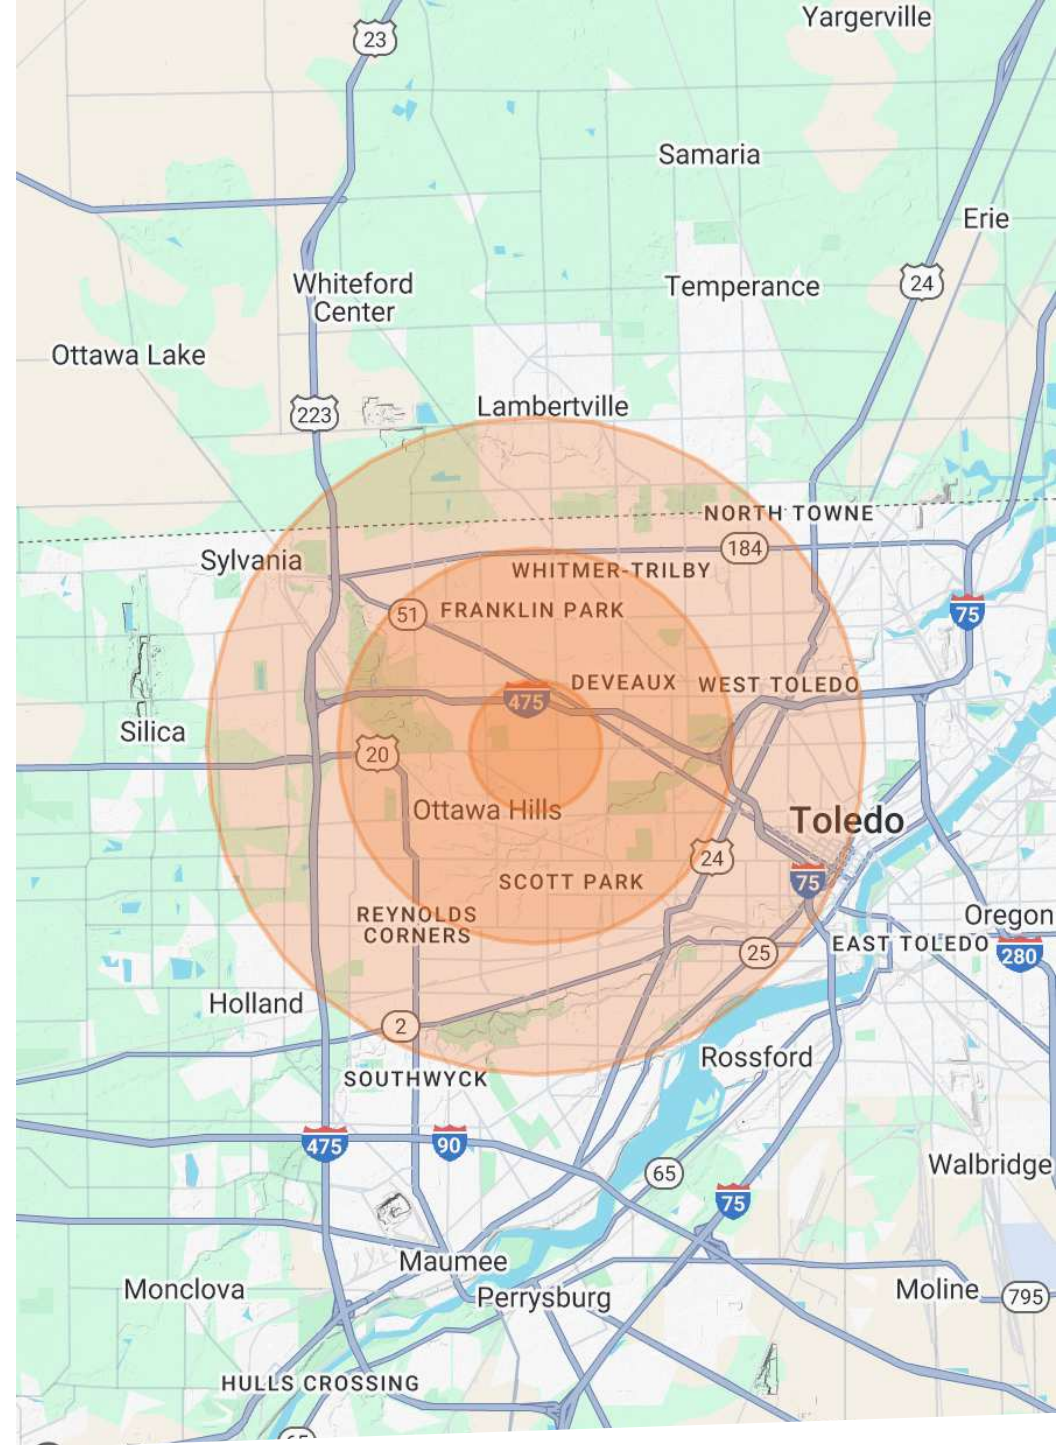 Yargerville
23
Samaria
Erie
Whiteford
Center
Temperance
24
Ottawa Lake
Lambertville
223
NORTH TOWNE
184
Sylvania
WHITMER-TRILBY
51
FRANKLIN PARK
75
DEVEAUX
WEST TOLEDO
475
Silica
20
Ottawa Hills
Toledo
24
SCOTT PARK
75
REYNOLDS
CORNERS
Oregon
EAST TOLEDO
25
280
Holland
2
Rossford
SOUTHWYCK
475
90
65
Walbridge
75
Maumee
Monclova
Perrysburg
Moline
795
HULLS CROSSING